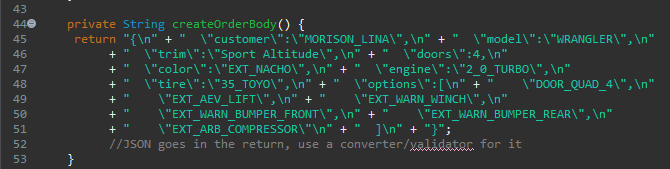 43
44 private String createOrderBody() {
45 return "{\n" + "  \"customer\":\"MORISON_LINA\",\n" + "  \"model\":\"WRANGLER\",\n"
46 + "  \"trim\":\"Sport Altitude\",\n" + "  \"doors\":4,\n"
47 + "  \"color\":\"EXT_NACHO\",\n" + "  \"engine\":\"2_0_TURBO\",\n"
48 + "  \"tire\":\"35_TOYO\",\n" + "  \"options\":[\n" + "    \"DOOR_QUAD_4\",\n"
49 + "    \"EXT_AEV_LIFT\",\n" + "    \"EXT_WARN_WINCH\",\n"
50 + "    \"EXT_WARN_BUMPER_FRONT\",\n" + "    \"EXT_WARN_BUMPER_REAR\",\n"
51 + "    \"EXT_ARB_COMPRESSOR\"\n" + "  ]\n" + "}";
52 //JSON goes in the return, use a converter/validator for it
53 }